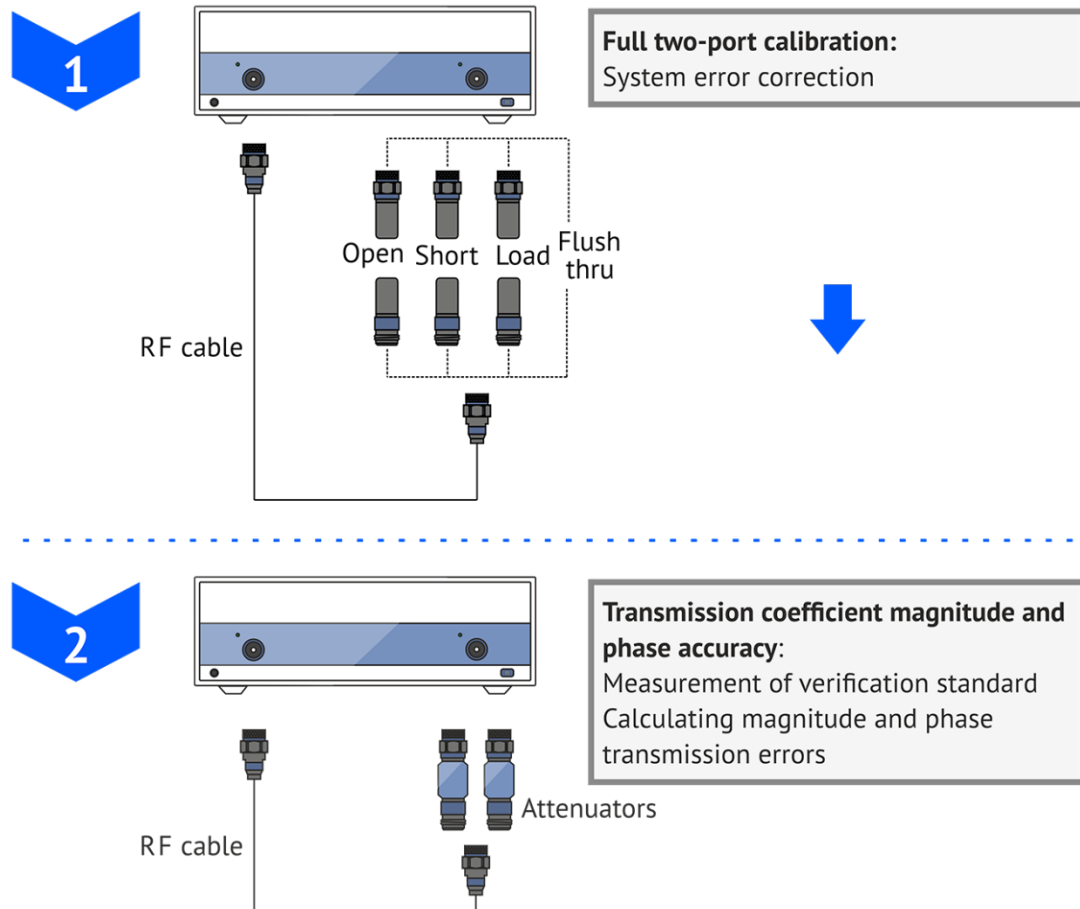 1
Full two-port calibration:
System error correction
Open Short Load Flush
thru
RF cable
2
Transmission coefficient magnitude and
phase accuracy:
Measurement of verification standard
Calculating magnitude and phase
transmission errors
Attenuators
RF cable